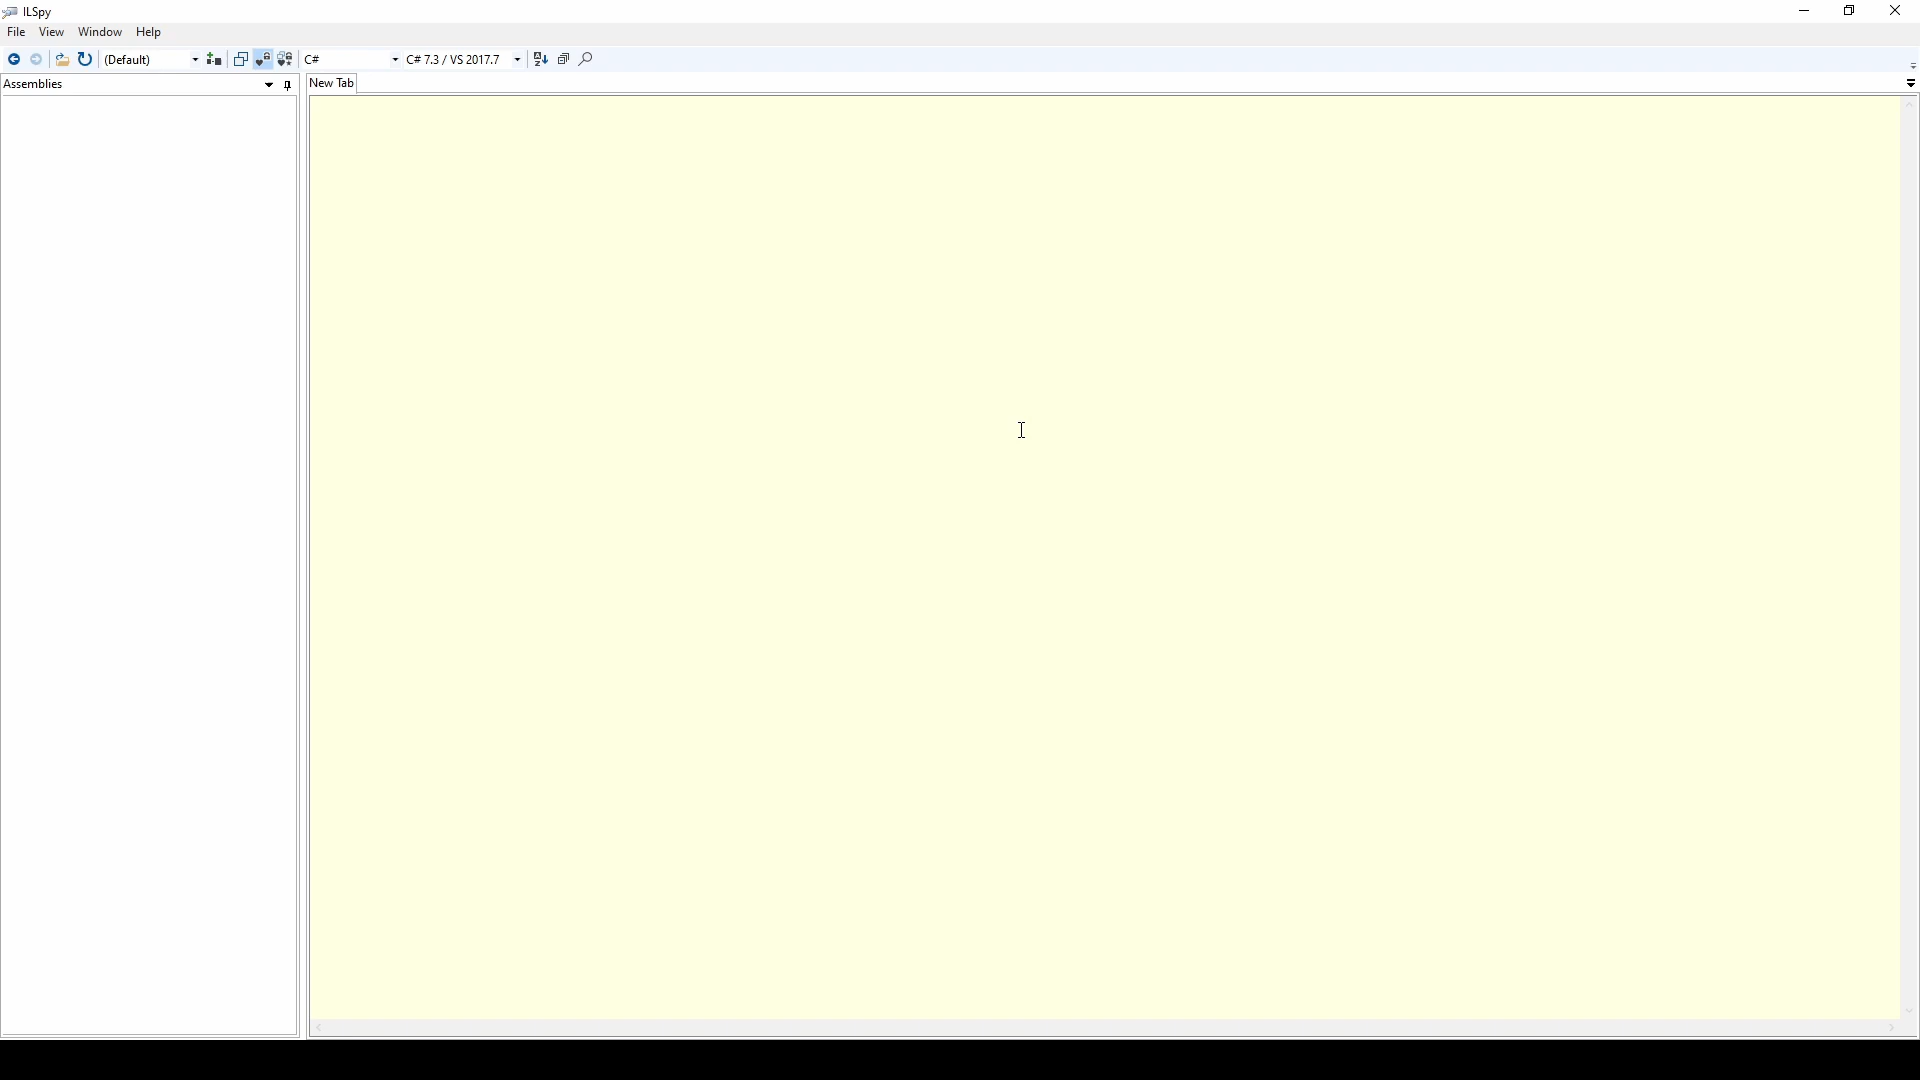 ILSpy
File View Window Help
(Default) C# C# 7.3 / VS 2017.7
Assemblies
New Tab